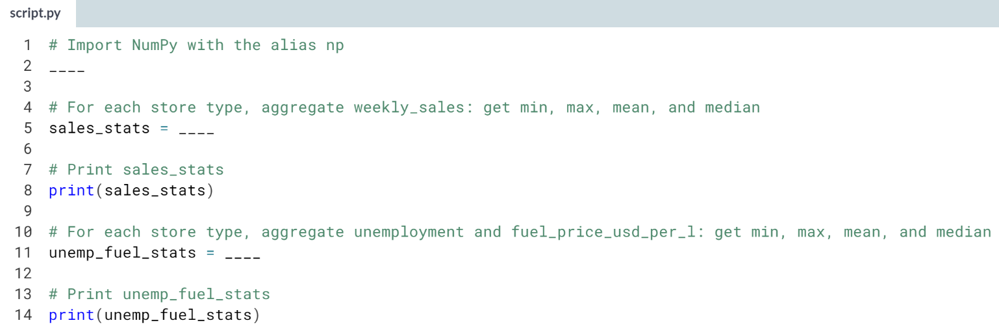 script.py
1 # Import NumPy with the alias np
2 ____
3
4 # For each store type, aggregate weekly_sales: get min, max, mean, and median
5 sales_stats = ____
6
7 # Print sales_stats
8 print(sales_stats)
9
10 # For each store type, aggregate unemployment and fuel_price_usd_per_l: get min, max, mean, and median
11 unemp_fuel_stats = ____
12
13 # Print unemp_fuel_stats
14 print(unemp_fuel_stats)